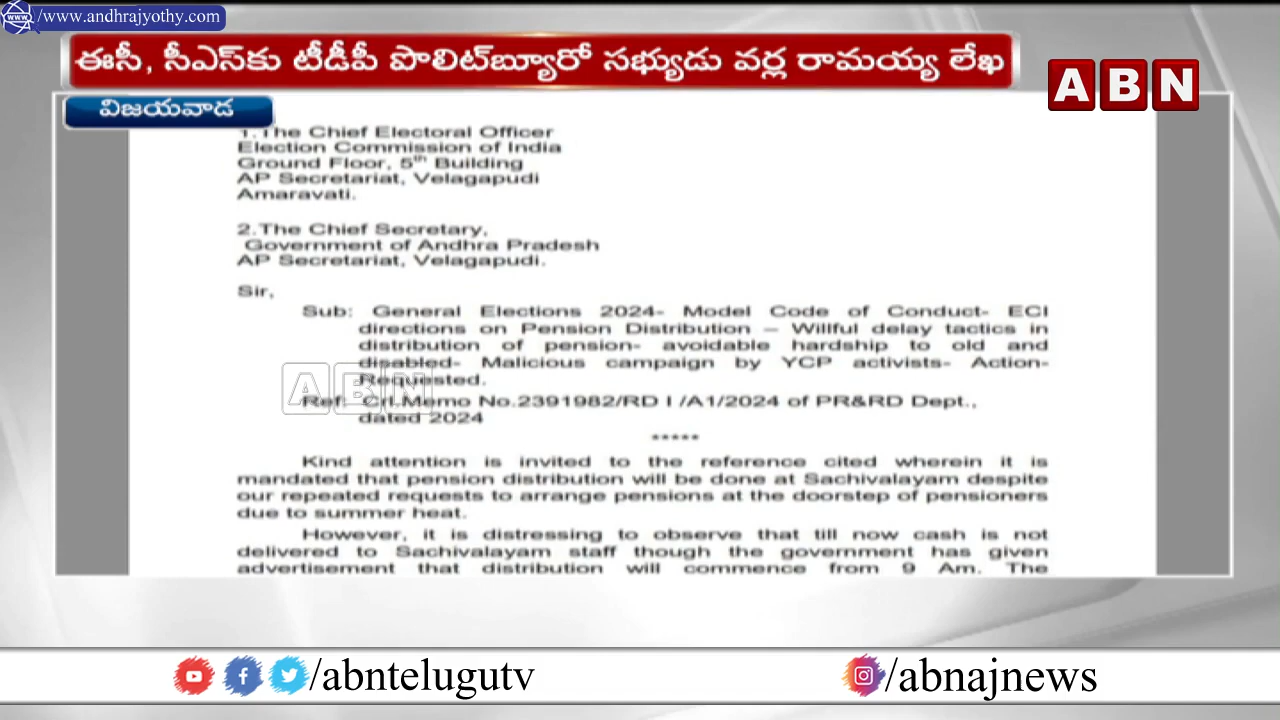 www.andhrajyothy.com
ఈసీ, సీఎస్‌కు టీడీపీ పొలిట్‌బ్యూరో సభ్యుడు వర్ల రామయ్య లేఖ
ABN
విజయవాడ
1.The Chief Electoral Officer
Election Commission of India
Ground Floor, 5th Building
AP Secretariat, Velagapudi
Amaravati.
2.The Chief Secretary,
Government of Andhra Pradesh
AP Secretariat, Velagapudi.
Sir,
Sub: General Elections 2024- Model Code of Conduct- ECI
directions on Pension Distribution – Willful delay tactics in
distribution of pension- avoidable hardship to old and
disabled- Malicious campaign by YCP activists- Action-
Requested.
ABN
Ref: Crl.Memo No.2391982/RD I /A1/2024 of PR&RD Dept.,
dated 2024
*****
Kind attention is invited to the reference cited wherein it is
mandated that pension distribution will be done at Sachivalayam despite
our repeated requests to arrange pensions at the doorstep of pensioners
due to summer heat.
However, it is distressing to observe that till now cash is not
delivered to Sachivalayam staff though the government has given
advertisement that distribution will commence from 9 Am. The
/abntelugutv
/abnajnews